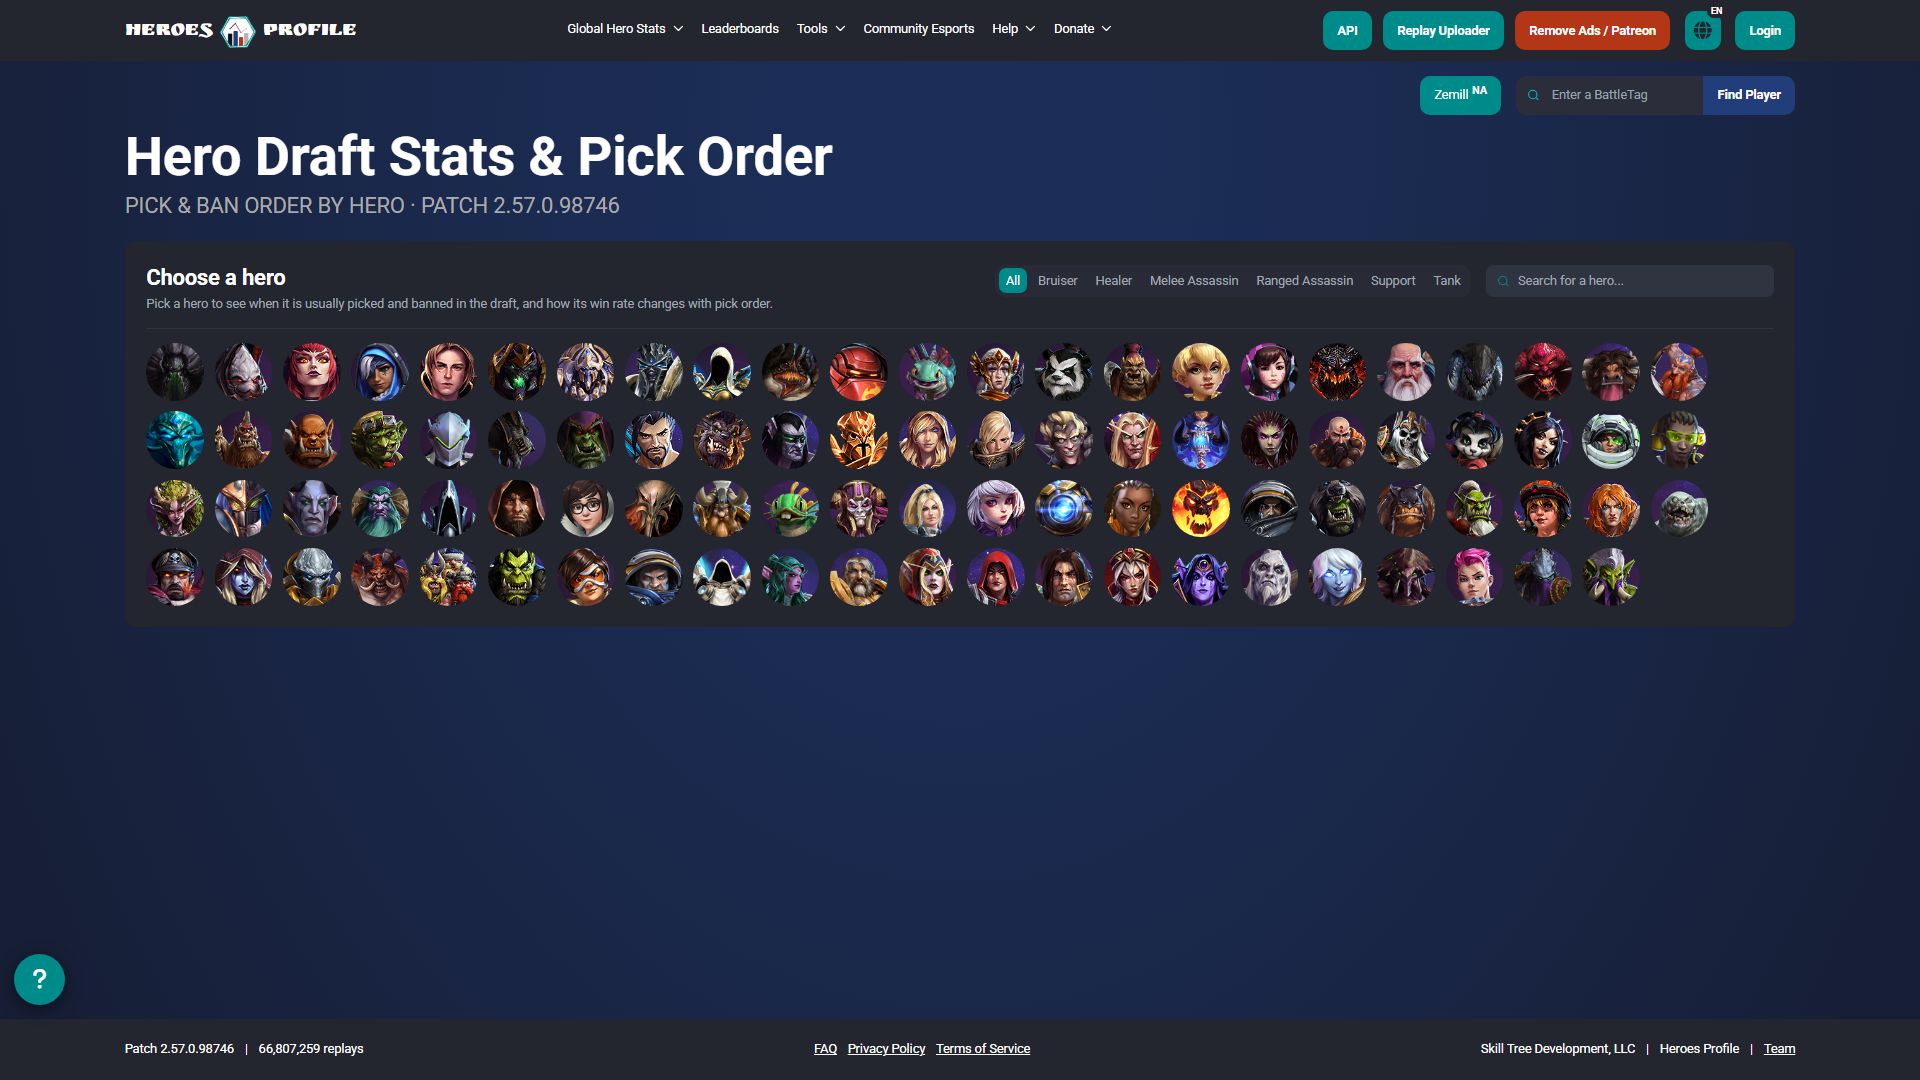 HEROES PROFILE
Global Hero Stats Leaderboards Tools Community Esports Help Donate
API Replay Uploader Remove Ads / Patreon EN Login
Zemill NA Enter a BattleTag Find Player
Hero Draft Stats & Pick Order
PICK & BAN ORDER BY HERO · PATCH 2.57.0.98746
Choose a hero
Pick a hero to see when it is usually picked and banned in the draft, and how its win rate changes with pick order.
All Bruiser Healer Melee Assassin Ranged Assassin Support Tank Search for a hero...
?
Patch 2.57.0.98746 | 66,807,259 replays
FAQ Privacy Policy Terms of Service
Skill Tree Development, LLC | Heroes Profile | Team